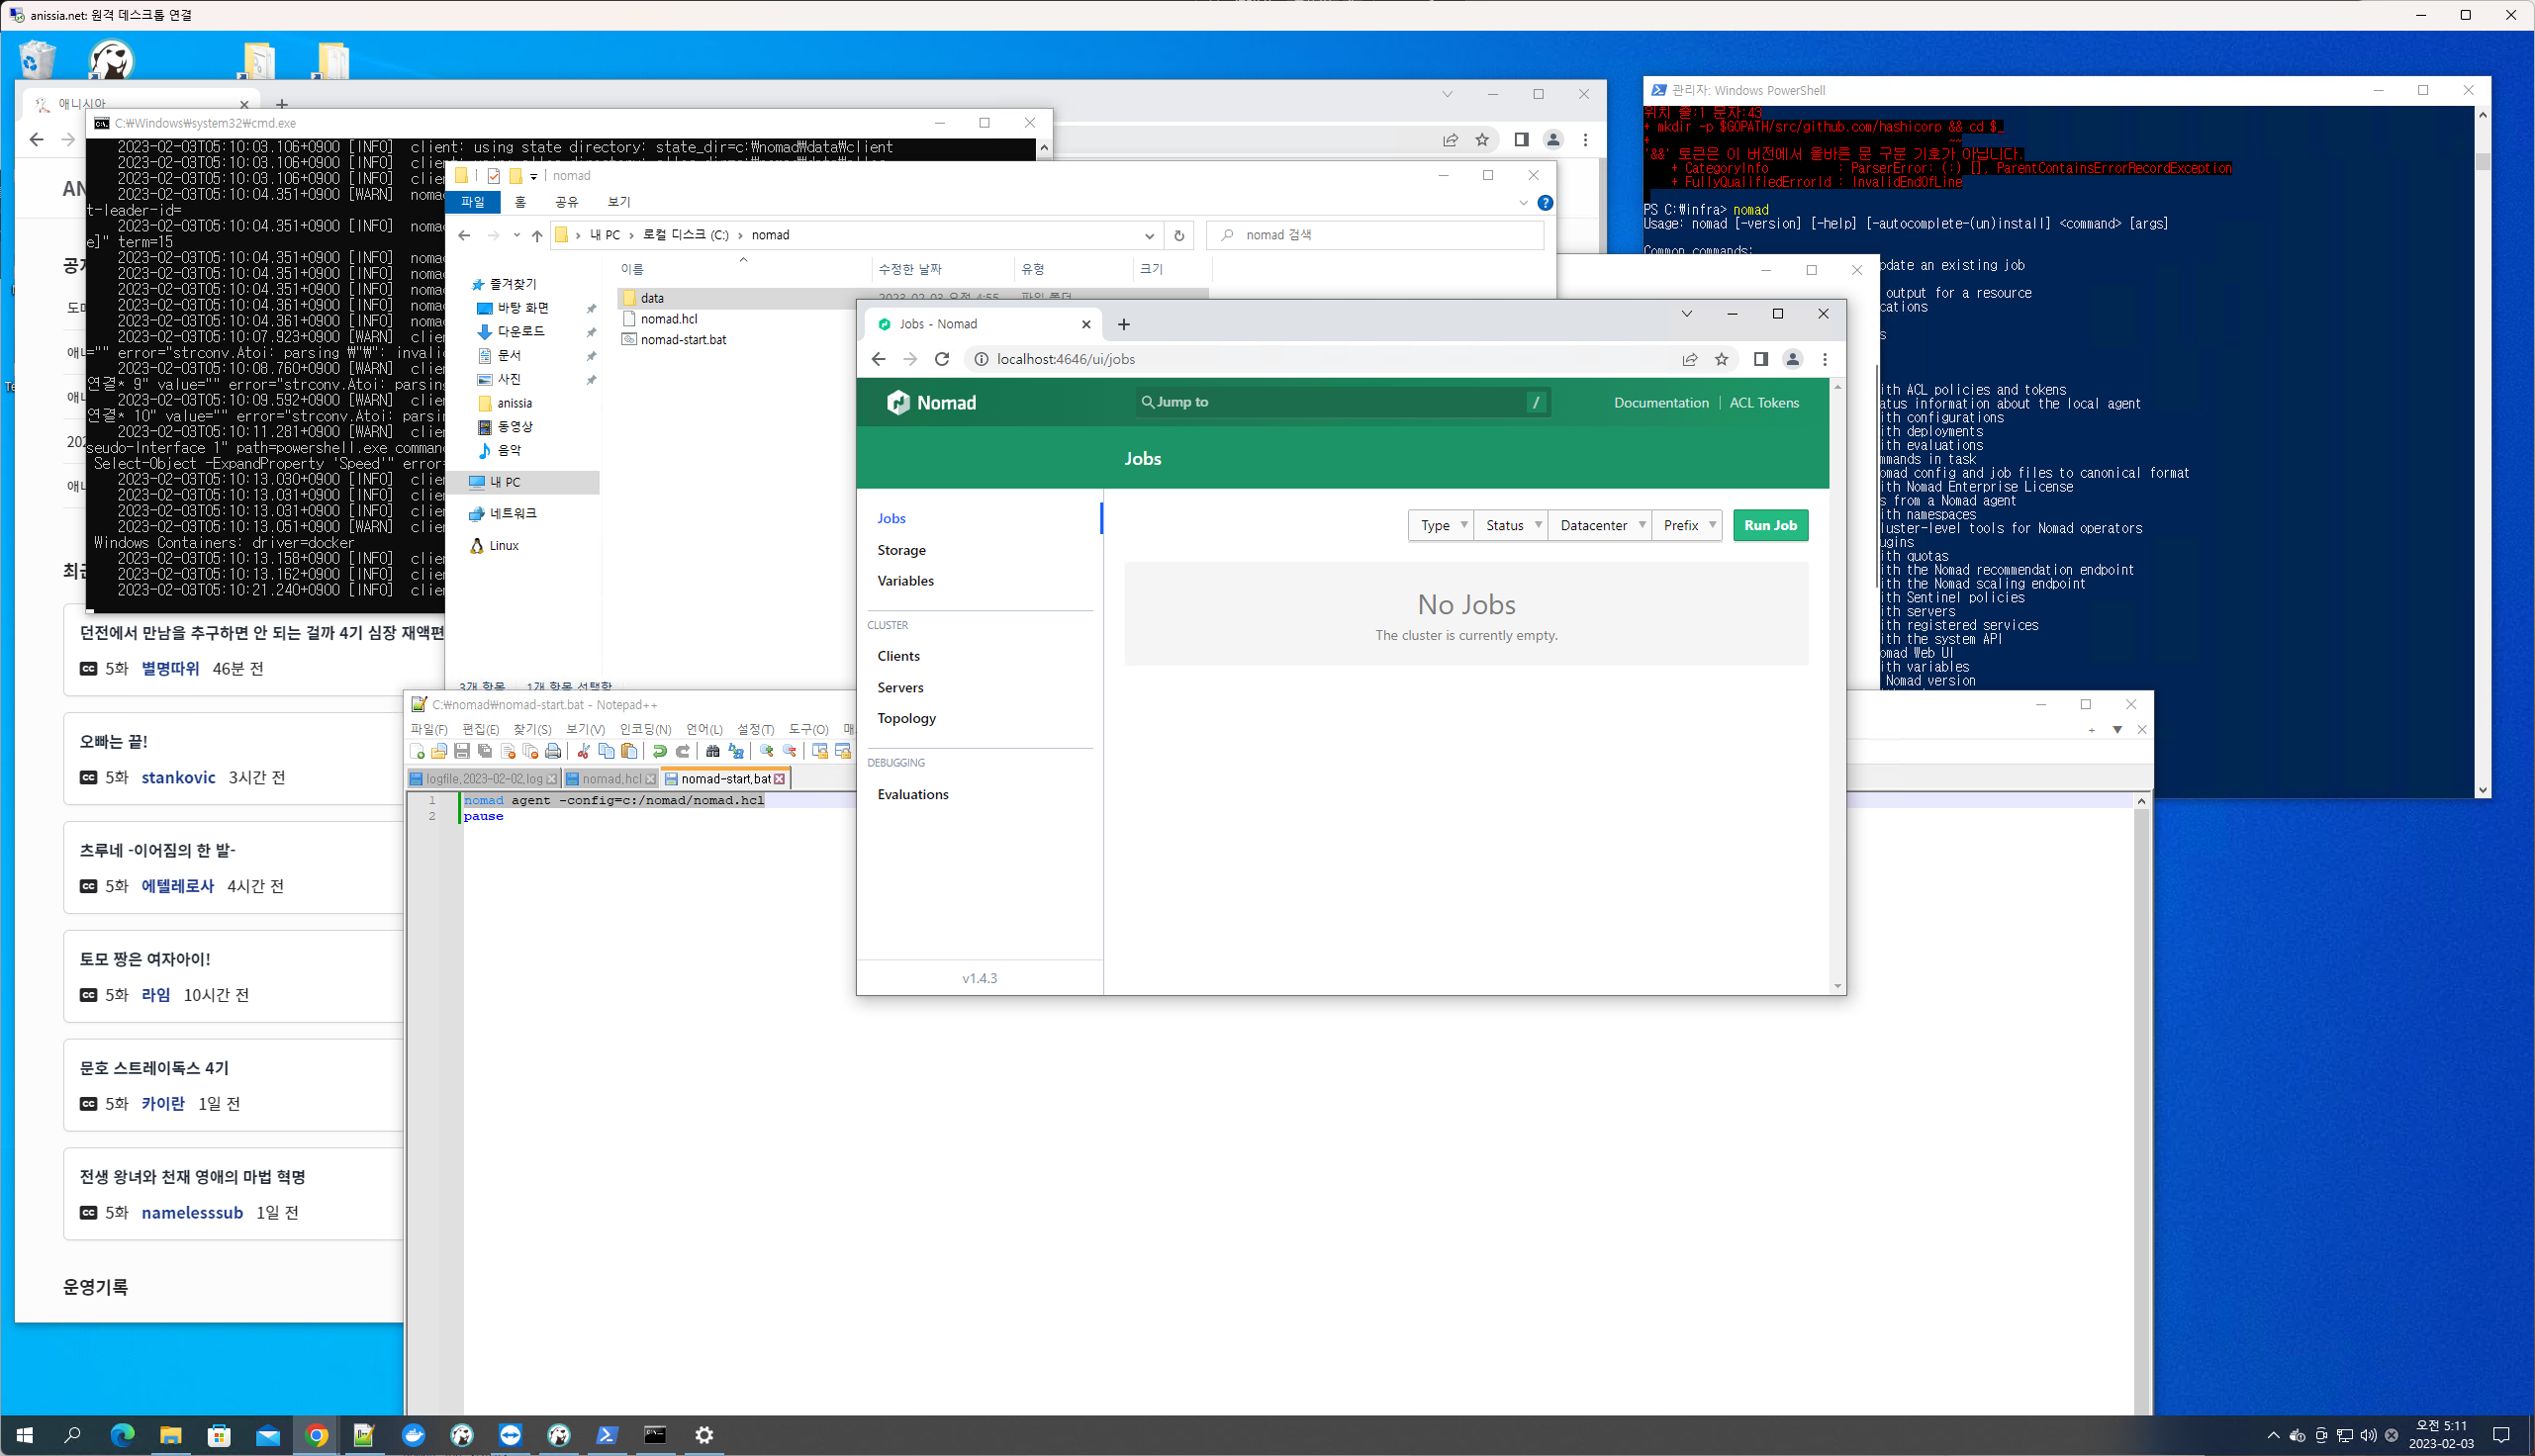 anissia.net: 원격 데스크톱 연결
애니시아
C:\Windows\system32\cmd.exe
2023-02-03T05:10:03.106+0900 [INFO]  client: using state directory: state_dir=c:\nomad\data\client
2023-02-03T05:10:03.106+0900 [INFO]
2023-02-03T05:10:03.106+0900 [INFO]
2023-02-03T05:10:04.351+0900 [WARN]
t-leader-id=
2023-02-03T05:10:04.351+0900 [INFO]
e]" term=15
2023-02-03T05:10:04.351+0900 [INFO]
2023-02-03T05:10:04.351+0900 [INFO]
2023-02-03T05:10:04.351+0900 [INFO]
2023-02-03T05:10:04.361+0900 [INFO]
2023-02-03T05:10:04.361+0900 [INFO]
2023-02-03T05:10:07.923+0900 [WARN]
="" error="strconv.Atoi: parsing \"\": invalid
2023-02-03T05:10:08.760+0900 [WARN]
연결* 9" value="" error="strconv.Atoi: parsing
2023-02-03T05:10:09.592+0900 [WARN]
연결* 10" value="" error="strconv.Atoi: parsi
2023-02-03T05:10:11.281+0900 [WARN]
seudo-Interface 1" path=powershell.exe command
Select-Object -ExpandProperty 'Speed'" error=
2023-02-03T05:10:13.030+0900 [INFO]
2023-02-03T05:10:13.031+0900 [INFO]
2023-02-03T05:10:13.031+0900 [INFO]
2023-02-03T05:10:13.051+0900 [WARN]
Windows Containers: driver=docker
2023-02-03T05:10:13.158+0900 [INFO]
2023-02-03T05:10:13.162+0900 [INFO]
2023-02-03T05:10:21.240+0900 [INFO]
던전에서 만남을 추구하면 안 되는 걸까 4기 심장 재액편
5화 별명따위 46분 전
오빠는 끝!
5화 stankovic 3시간 전
츠루네 -이어짐의 한 발-
5화 에텔레로사 4시간 전
토모 짱은 여자아이!
5화 라임 10시간 전
문호 스트레이독스 4기
5화 카이란 1일 전
전생 왕녀와 천재 영애의 마법 혁명
5화 namelesssub 1일 전
운영기록
nomad
파일 홈 공유 보기
내 PC › 로컬 디스크 (C:) › nomad
nomad 검색
이름 수정한 날짜 유형 크기
즐겨찾기
바탕 화면
다운로드
문서
사진
anissia
동영상
음악
내 PC
네트워크
Linux
data 2023-02-03 오전 4:55 파일 폴더
nomad.hcl
nomad-start.bat
3개 항목 1개 항목 선택함
Jobs - Nomad
localhost:4646/ui/jobs
Nomad
Jump to /
Documentation ACL Tokens
Jobs
Jobs
Storage
Variables
CLUSTER
Clients
Servers
Topology
DEBUGGING
Evaluations
v1.4.3
Type Status Datacenter Prefix Run Job
No Jobs
The cluster is currently empty.
C:\nomad\nomad-start.bat - Notepad++
파일(F) 편집(E) 찾기(S) 보기(V) 인코딩(N) 언어(L) 설정(T) 도구(O)
logfile.2023-02-02.log nomad.hcl nomad-start.bat
1 nomad agent -config=c:/nomad/nomad.hcl
2 pause
관리자: Windows PowerShell
위치 줄:1 문자:43
+ mkdir -p $GOPATH/src/github.com/hashicorp && cd $_
+ ~~
'&&' 토큰은 이 버전에서 올바른 문 구분 기호가 아닙니다.
+ CategoryInfo : ParserError: (:) [], ParentContainsErrorRecordException
+ FullyQualifiedErrorId : InvalidEndOfLine
PS C:\infra> nomad
Usage: nomad [-version] [-help] [-autocomplete-(un)install] <command> [args]
Common commands:
pdate an existing job
output for a resource
cations
s
ith ACL policies and tokens
atus information about the local agent
ith configurations
ith deployments
ith evaluations
mmands in task
omad config and job files to canonical format
ith Nomad Enterprise License
s from a Nomad agent
ith namespaces
luster-level tools for Nomad operators
ugins
ith quotas
ith the Nomad recommendation endpoint
ith the Nomad scaling endpoint
ith Sentinel policies
ith servers
ith registered services
ith the system API
omad Web UI
ith variables
Nomad version
오전 5:11
2023-02-03